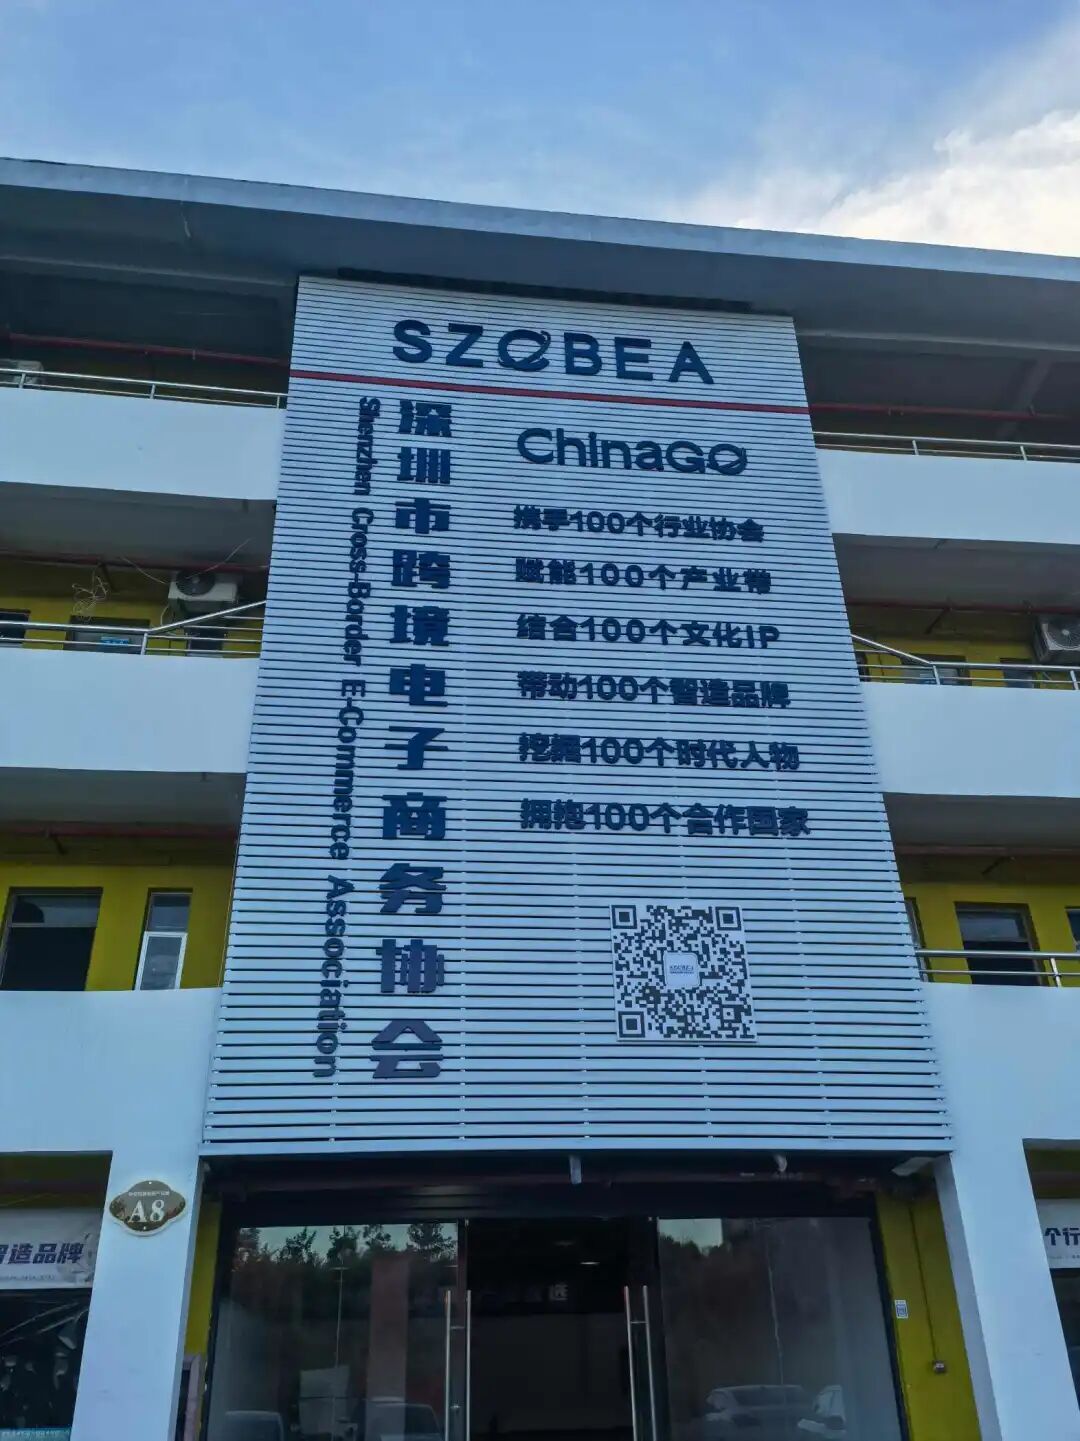 SZCBEA
深圳市跨境电子商务协会
Shenzhen Cross-Border E-Commerce Association
ChinaGO
携手100个行业协会
赋能100个产业带
结合100个文化IP
带动100个智造品牌
挖掘100个时代人物
拥抱100个合作国家
A8
智造品牌
个行